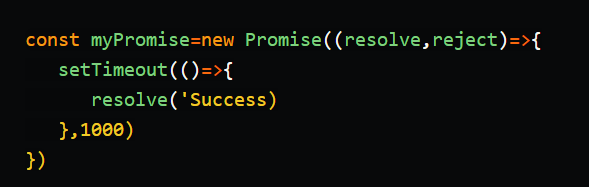 const myPromise=new Promise((resolve,reject)=>{
setTimeout(()=>{
resolve('Success)
},1000)
})